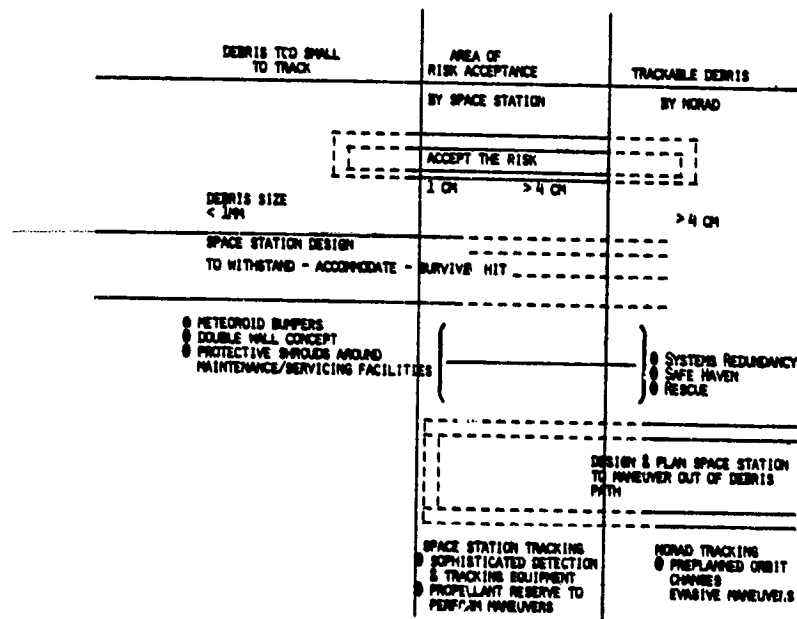 DEBRIS TOO SMALL
TO TRACK
AREA OF
RISK ACCEPTANCE
TRACKABLE DEBRIS
BY SPACE STATION
BY NORAD
ACCEPT THE RISK
1 CM > 4 CM
DEBRIS SIZE
< 1MM
> 4 CM
SPACE STATION DESIGN
TO WITHSTAND - ACCOMMODATE - SURVIVE HIT
METEOROID BUMPERS
DOUBLE WALL CONCEPT
PROTECTIVE SHROUDS AROUND
MAINTENANCE/SERVICING FACILITIES
SYSTEMS REDUNDANCY
SAFE HAVEN
RESCUE
DESIGN & PLAN SPACE STATION
TO MANEUVER OUT OF DEBRIS
PATH
SPACE STATION TRACKING
SOPHISTICATED DETECTION
& TRACKING EQUIPMENT
PROPELLANT RESERVE TO
PERFORM MANEUVERS
NORAD TRACKING
PREPLANNED ORBIT
CHANGES
EVASIVE MANEUVERS